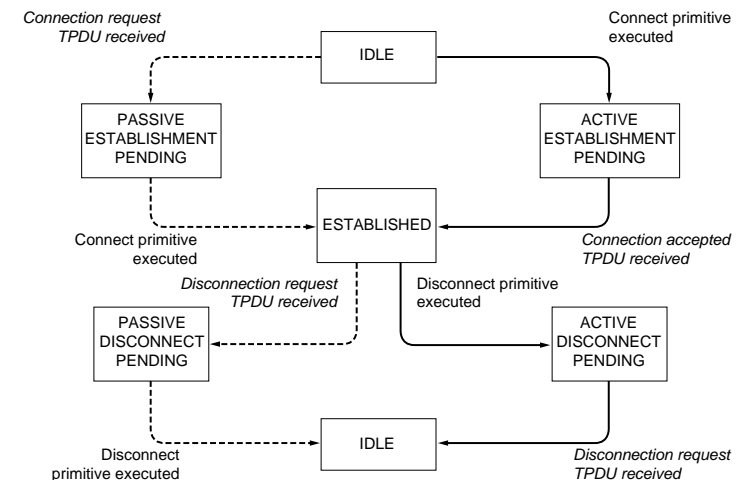 Connection request
TPDU received
IDLE
Connect primitive
executed
PASSIVE
ESTABLISHMENT
PENDING
ACTIVE
ESTABLISHMENT
PENDING
ESTABLISHED
Connect primitive
executed
Connection accepted
TPDU received
Disconnection request
TPDU received
Disconnect primitive
executed
PASSIVE
DISCONNECT
PENDING
ACTIVE
DISCONNECT
PENDING
IDLE
Disconnect
primitive executed
Disconnection request
TPDU received